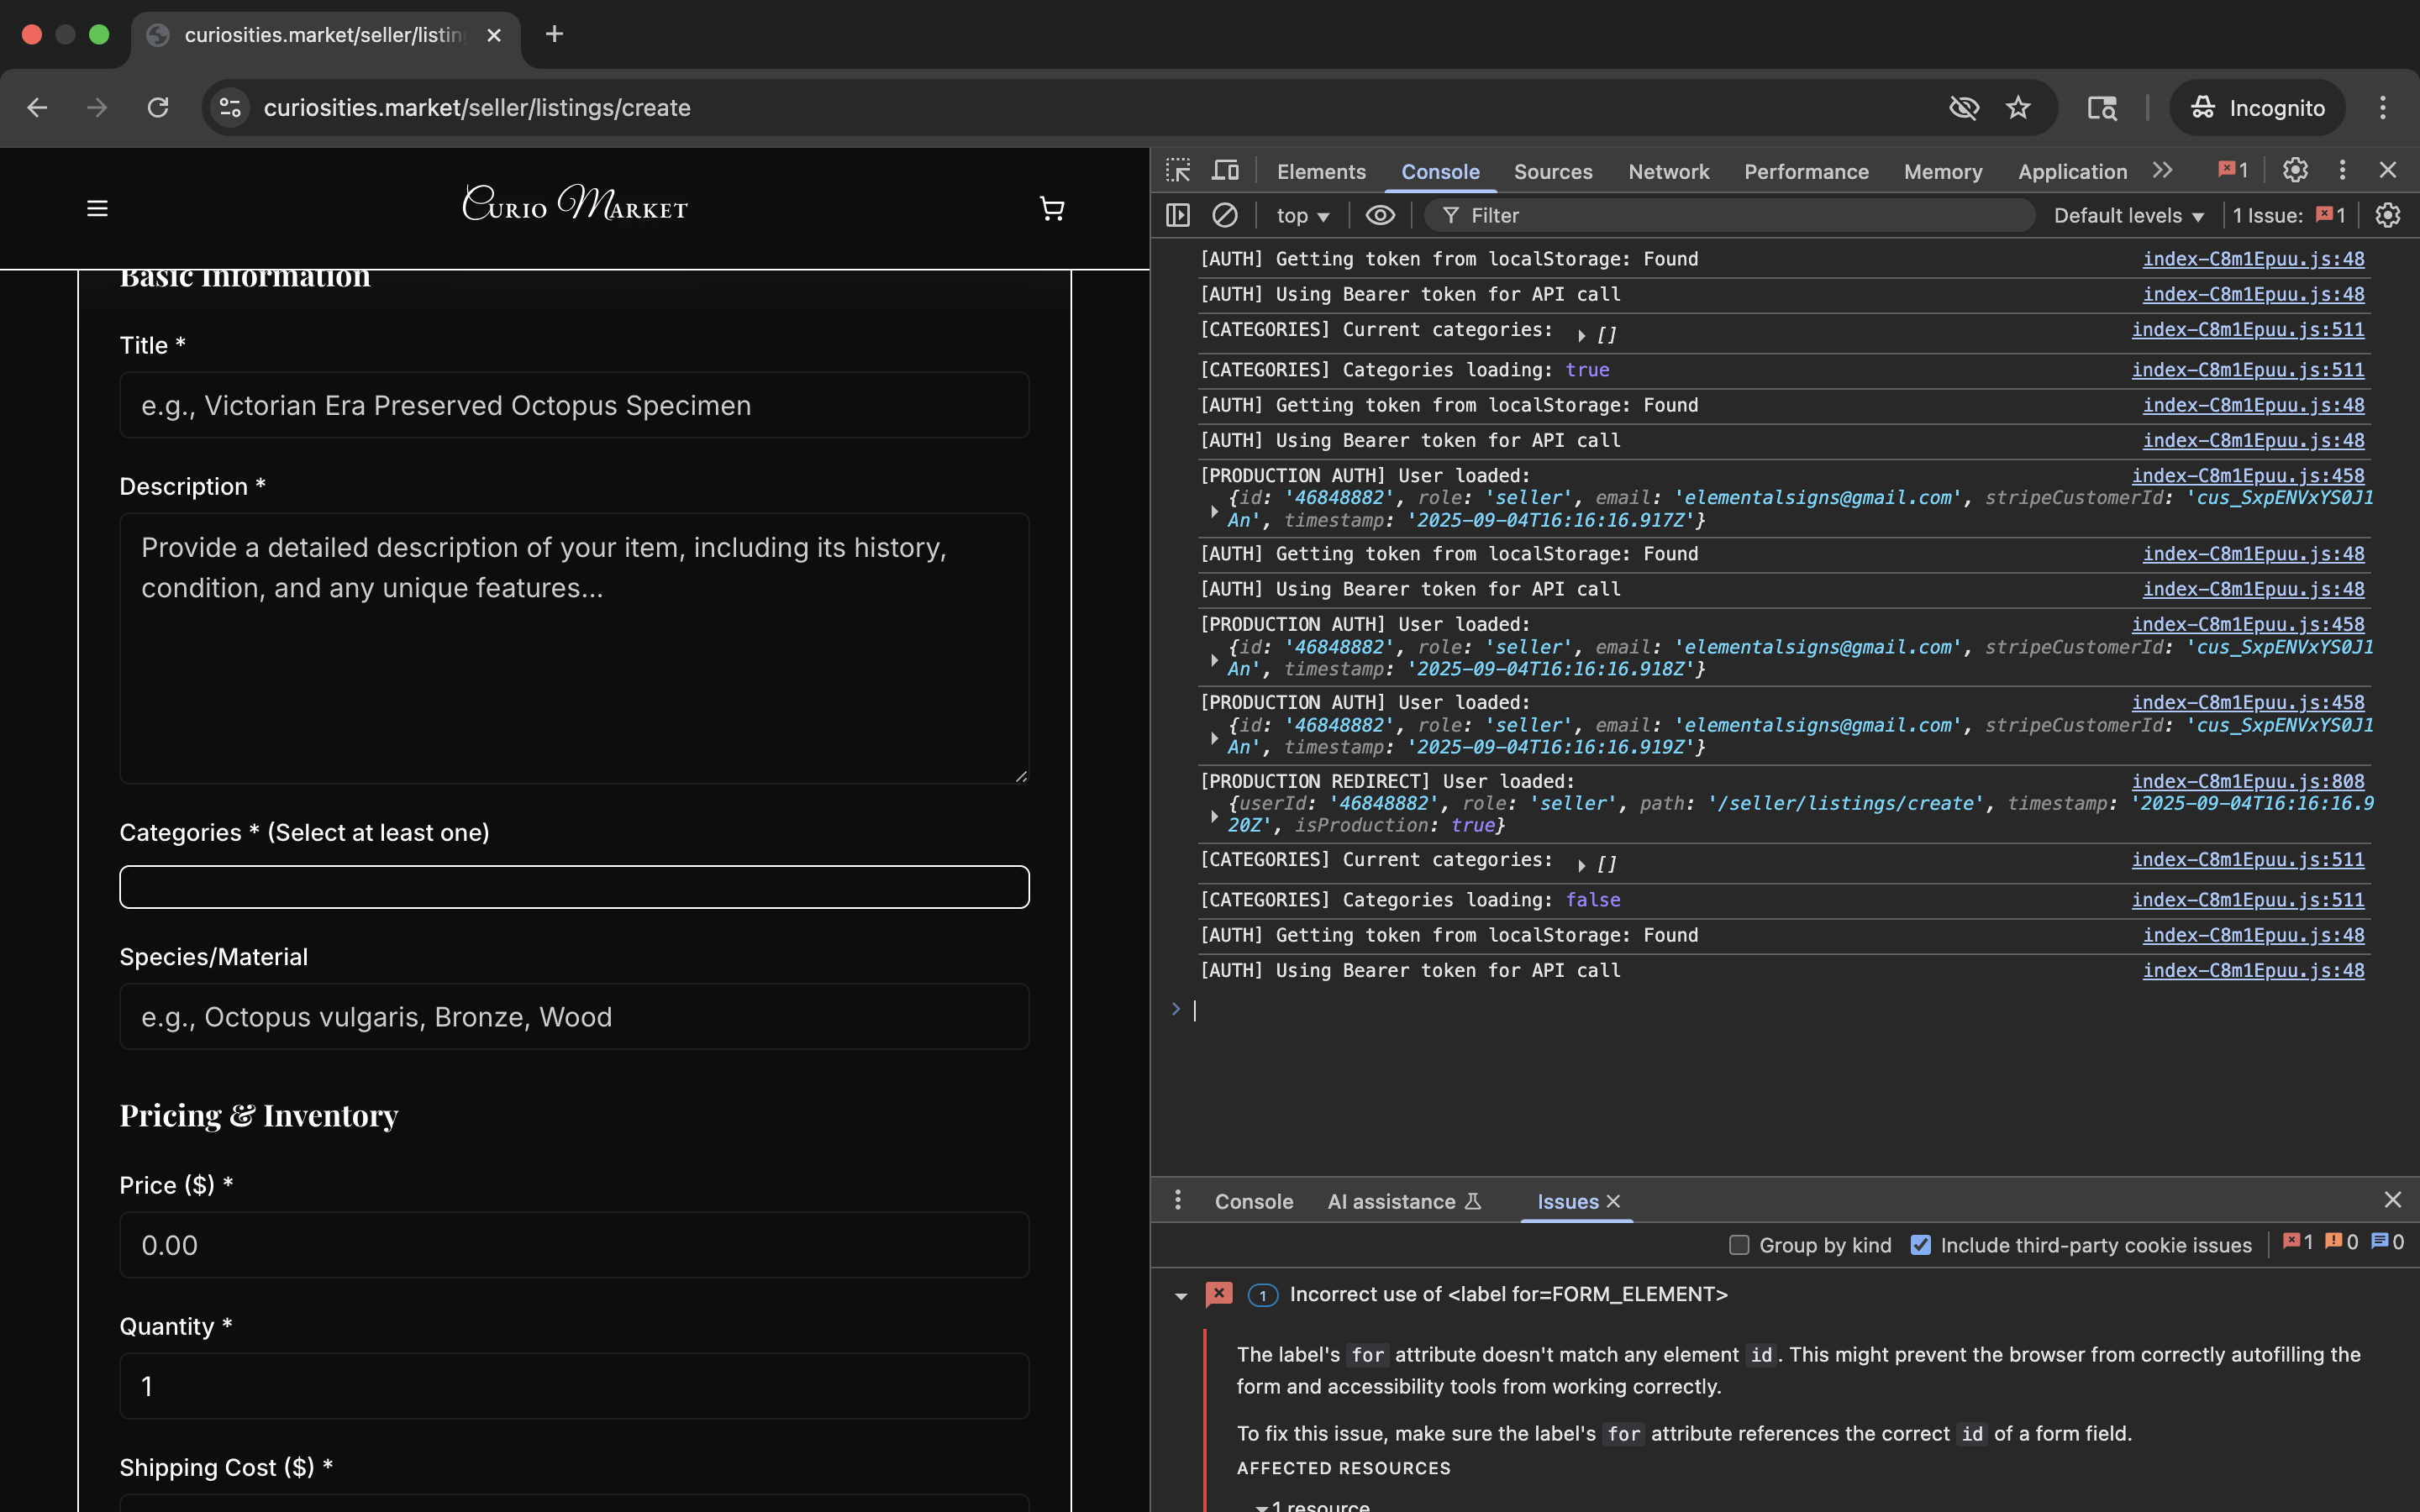 curiosities.market/seller/listin
curiosities.market/seller/listings/create
Incognito
CURIO MARKET
Basic Information
Title *
e.g., Victorian Era Preserved Octopus Specimen
Description *
Provide a detailed description of your item, including its history,
condition, and any unique features...
Categories * (Select at least one)
Species/Material
e.g., Octopus vulgaris, Bronze, Wood
Pricing & Inventory
Price ($) *
0.00
Quantity *
1
Shipping Cost ($) *
Elements Console Sources Network Performance Memory Application 1
top Filter Default levels 1 Issue: 1
[AUTH] Getting token from localStorage: Found index-C8m1Epuu.js:48
[AUTH] Using Bearer token for API call index-C8m1Epuu.js:48
[CATEGORIES] Current categories: [] index-C8m1Epuu.js:511
[CATEGORIES] Categories loading: true index-C8m1Epuu.js:511
[AUTH] Getting token from localStorage: Found index-C8m1Epuu.js:48
[AUTH] Using Bearer token for API call index-C8m1Epuu.js:48
[PRODUCTION AUTH] User loaded: index-C8m1Epuu.js:458
{id: '46848882', role: 'seller', email: 'elementalsigns@gmail.com', stripeCustomerId: 'cus_SxpENVxYS0J1
An', timestamp: '2025-09-04T16:16:16.917Z'}
[AUTH] Getting token from localStorage: Found index-C8m1Epuu.js:48
[AUTH] Using Bearer token for API call index-C8m1Epuu.js:48
[PRODUCTION AUTH] User loaded: index-C8m1Epuu.js:458
{id: '46848882', role: 'seller', email: 'elementalsigns@gmail.com', stripeCustomerId: 'cus_SxpENVxYS0J1
An', timestamp: '2025-09-04T16:16:16.918Z'}
[PRODUCTION AUTH] User loaded: index-C8m1Epuu.js:458
{id: '46848882', role: 'seller', email: 'elementalsigns@gmail.com', stripeCustomerId: 'cus_SxpENVxYS0J1
An', timestamp: '2025-09-04T16:16:16.919Z'}
[PRODUCTION REDIRECT] User loaded: index-C8m1Epuu.js:808
{userId: '46848882', role: 'seller', path: '/seller/listings/create', timestamp: '2025-09-04T16:16:16.9
20Z', isProduction: true}
[CATEGORIES] Current categories: [] index-C8m1Epuu.js:511
[CATEGORIES] Categories loading: false index-C8m1Epuu.js:511
[AUTH] Getting token from localStorage: Found index-C8m1Epuu.js:48
[AUTH] Using Bearer token for API call index-C8m1Epuu.js:48
Console AI assistance Issues
Group by kind Include third-party cookie issues 1 0 0
1 Incorrect use of <label for=FORM_ELEMENT>
The label's for attribute doesn't match any element id. This might prevent the browser from correctly autofilling the
form and accessibility tools from working correctly.
To fix this issue, make sure the label's for attribute references the correct id of a form field.
AFFECTED RESOURCES
1 resource